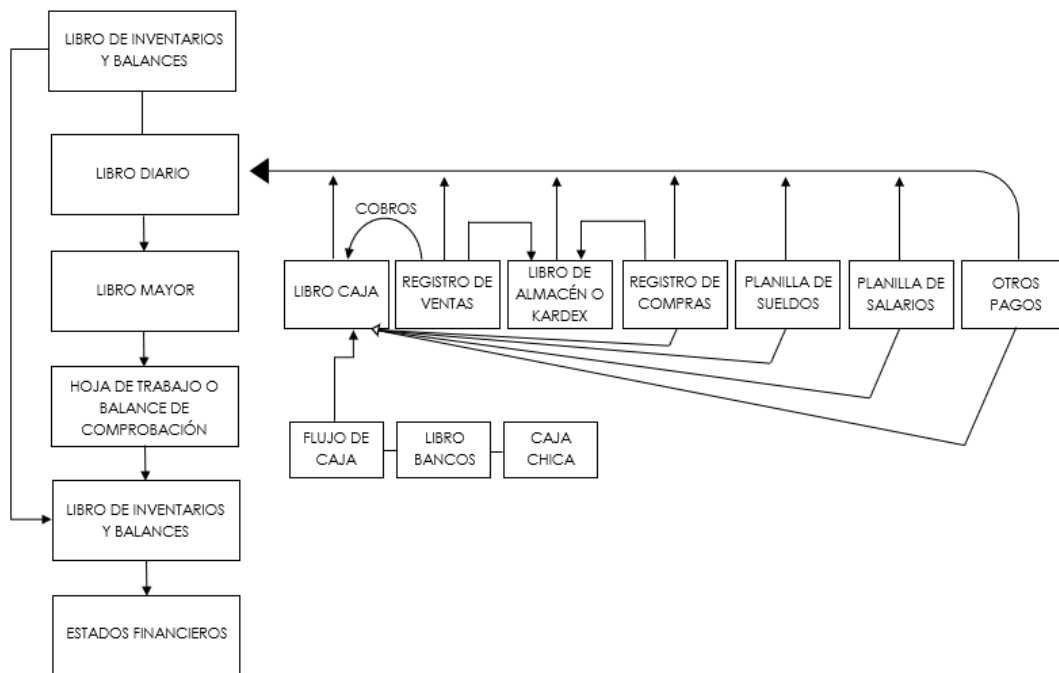 LIBRO DE INVENTARIOS
Y BALANCES
LIBRO DIARIO
LIBRO MAYOR
HOJA DE TRABAJO O
BALANCE DE
COMPROBACIÓN
LIBRO DE INVENTARIOS
Y BALANCES
ESTADOS FINANCIEROS
COBROS
LIBRO CAJA
REGISTRO DE
VENTAS
LIBRO DE
ALMACÉN O
KARDEX
REGISTRO DE
COMPRAS
PLANILLA DE
SUELDOS
PLANILLA DE
SALARIOS
OTROS
PAGOS
FLUJO DE
CAJA
LIBRO
BANCOS
CAJA
CHICA